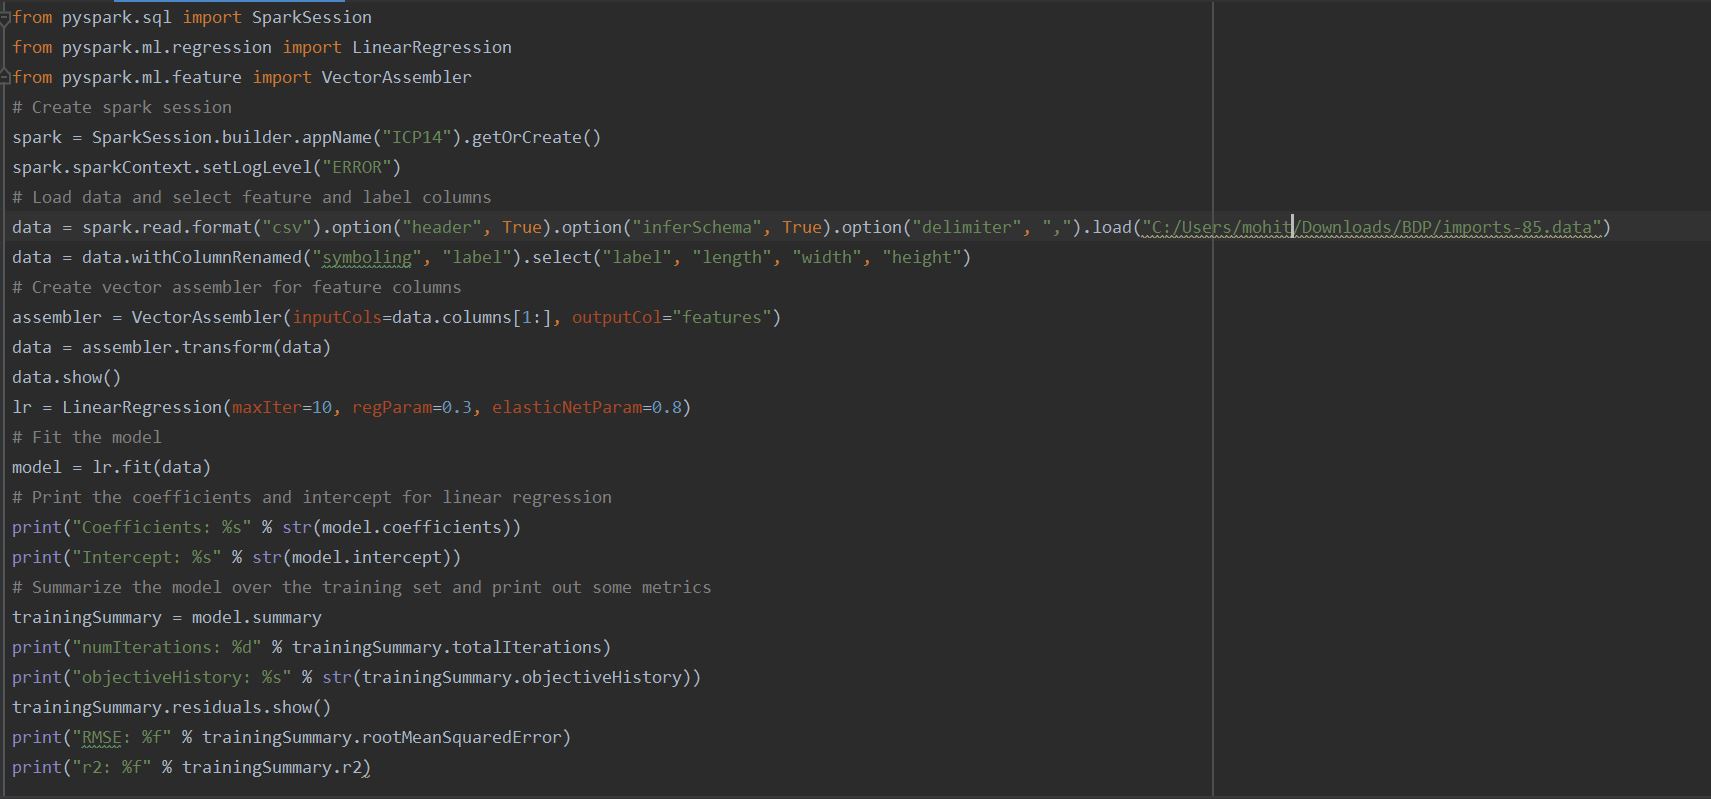 from pyspark.sql import SparkSession
from pyspark.ml.regression import LinearRegression
from pyspark.ml.feature import VectorAssembler
# Create spark session
spark = SparkSession.builder.appName("ICP14").getOrCreate()
spark.sparkContext.setLogLevel("ERROR")
# Load data and select feature and label columns
data = spark.read.format("csv").option("header", True).option("inferSchema", True).option("delimiter", ",").load("C:/Users/mohit/Downloads/BDP/imports-85.data")
data = data.withColumnRenamed("symboling", "label").select("label", "length", "width", "height")
# Create vector assembler for feature columns
assembler = VectorAssembler(inputCols=data.columns[1:], outputCol="features")
data = assembler.transform(data)
data.show()
lr = LinearRegression(maxIter=10, regParam=0.3, elasticNetParam=0.8)
# Fit the model
model = lr.fit(data)
# Print the coefficients and intercept for linear regression
print("Coefficients: %s" % str(model.coefficients))
print("Intercept: %s" % str(model.intercept))
# Summarize the model over the training set and print out some metrics
trainingSummary = model.summary
print("numIterations: %d" % trainingSummary.totalIterations)
print("objectiveHistory: %s" % str(trainingSummary.objectiveHistory))
trainingSummary.residuals.show()
print("RMSE: %f" % trainingSummary.rootMeanSquaredError)
print("r2: %f" % trainingSummary.r2)